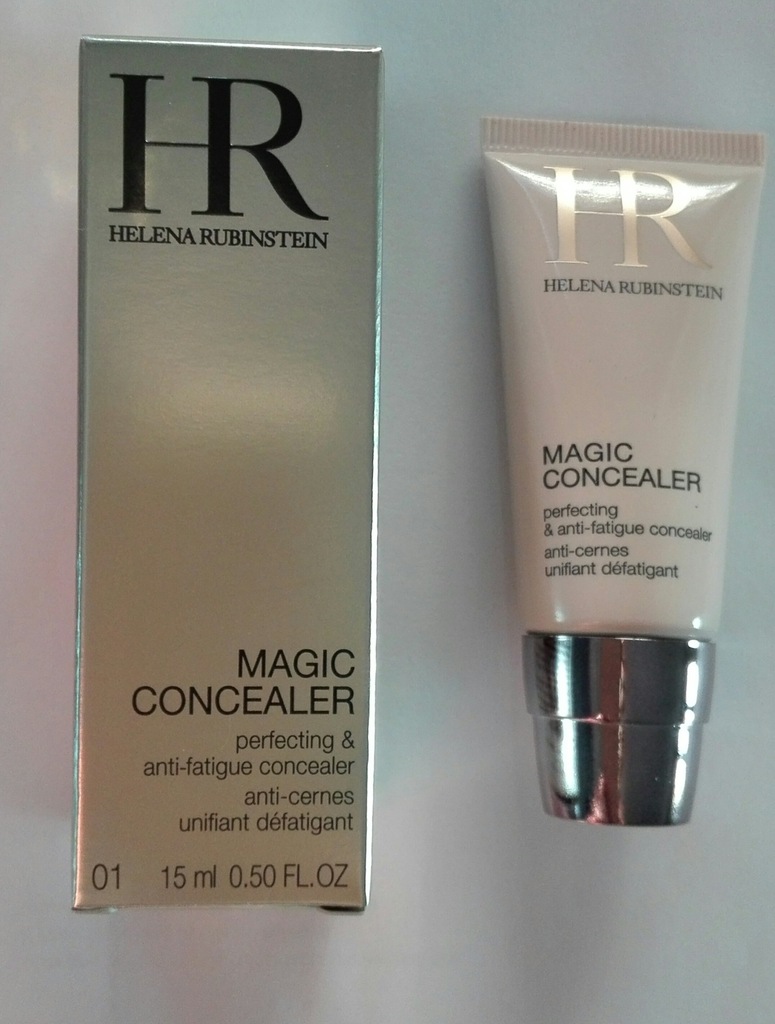 HR
HELENA RUBINSTEIN
MAGIC
CONCEALER
perfecting &
anti-fatigue concealer
anti-cernes
unifiant défatigant
01 15 ml 0.50 FL.OZ
HR
HELENA RUBINSTEIN
MAGIC
CONCEALER
perfecting
& anti-fatigue concealer
anti-cernes
unifiant défatigant